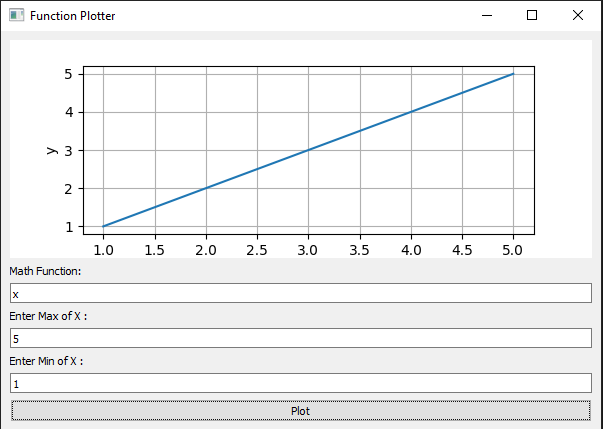 Function Plotter
5
4
3
2
1
y
1.0 1.5 2.0 2.5 3.0 3.5 4.0 4.5 5.0
Math Function:
x
Enter Max of X :
5
Enter Min of X :
1
Plot